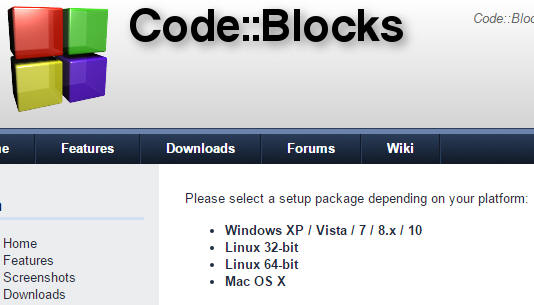 Code::Blocks
Code::Bloc
Features Downloads Forums Wiki
Please select a setup package depending on your platform:
Windows XP / Vista / 7 / 8.x / 10
Linux 32-bit
Linux 64-bit
Mac OS X
Home
Features
Screenshots
Downloads